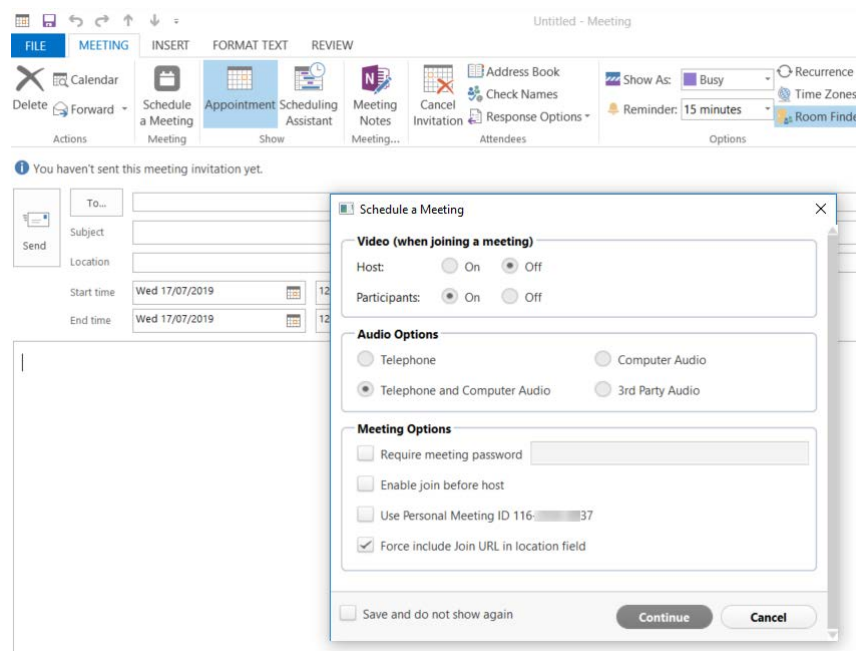 Untitled - Meeting
FILE MEETING INSERT FORMAT TEXT REVIEW
Delete
Calendar
Forward
Actions
Schedule a Meeting
Meeting
Appointment
Scheduling Assistant
Show
Meeting Notes
Meeting...
Cancel Invitation
Address Book
Check Names
Response Options
Attendees
Show As: Busy
Reminder: 15 minutes
Recurrence
Time Zones
Room Finde
Options
You haven't sent this meeting invitation yet.
Send
To...
Subject
Location
Start time Wed 17/07/2019 12
End time Wed 17/07/2019 12
Schedule a Meeting
Video (when joining a meeting)
Host: On Off
Participants: On Off
Audio Options
Telephone Computer Audio
Telephone and Computer Audio 3rd Party Audio
Meeting Options
Require meeting password
Enable join before host
Use Personal Meeting ID 116- 37
Force include Join URL in location field
Save and do not show again
Continue Cancel